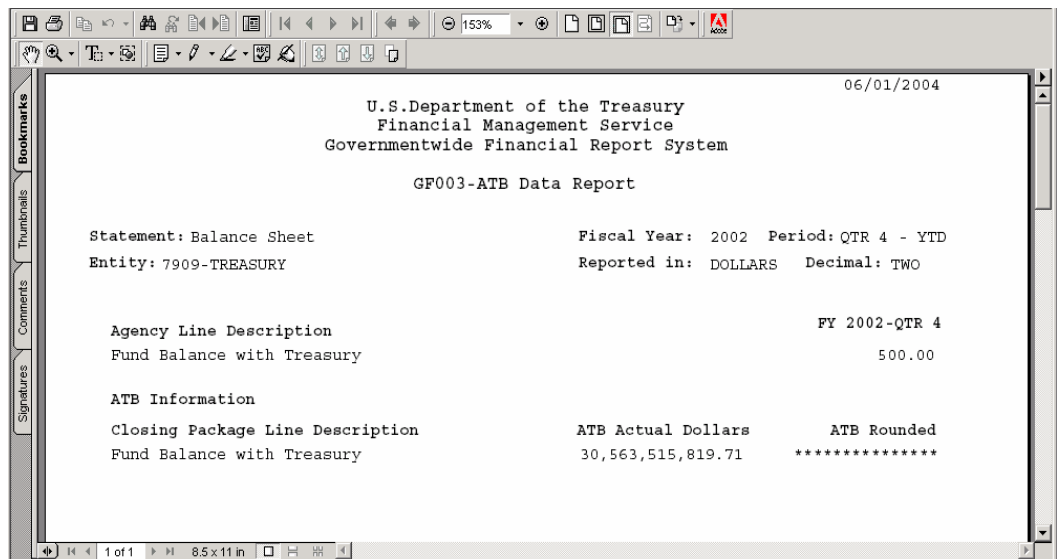 153%
Adobe
06/01/2004
U.S.Department of the Treasury
Financial Management Service
Governmentwide Financial Report System
GF003-ATB Data Report
Statement: Balance Sheet Fiscal Year: 2002 Period: QTR 4 - YTD
Entity: 7909-TREASURY Reported in: DOLLARS Decimal: TWO
Agency Line Description FY 2002-QTR 4
Fund Balance with Treasury 500.00
ATB Information
Closing Package Line Description ATB Actual Dollars ATB Rounded
Fund Balance with Treasury 30,563,515,819.71 ***************
Bookmarks
Thumbnails
Comments
Signatures
1 of 1 8.5 x 11 in